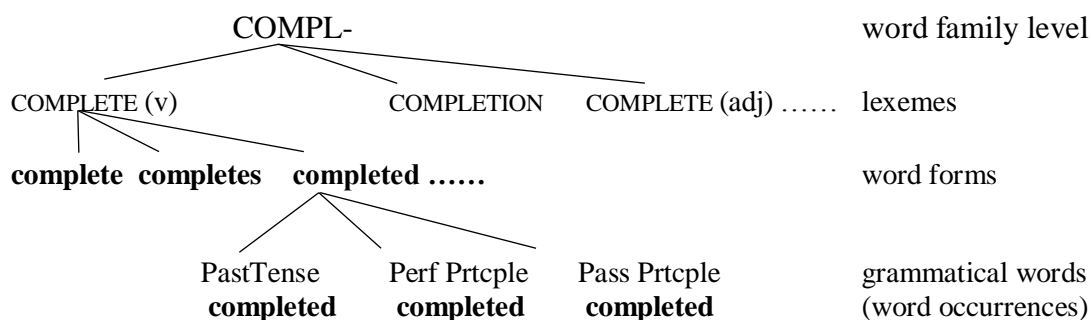 COMPL- word family level
COMPLETE (v) COMPLETION COMPLETE (adj) …… lexemes
complete completes completed …… word forms
PastTense Perf Prtcple Pass Prtcple grammatical words
completed completed completed (word occurrences)